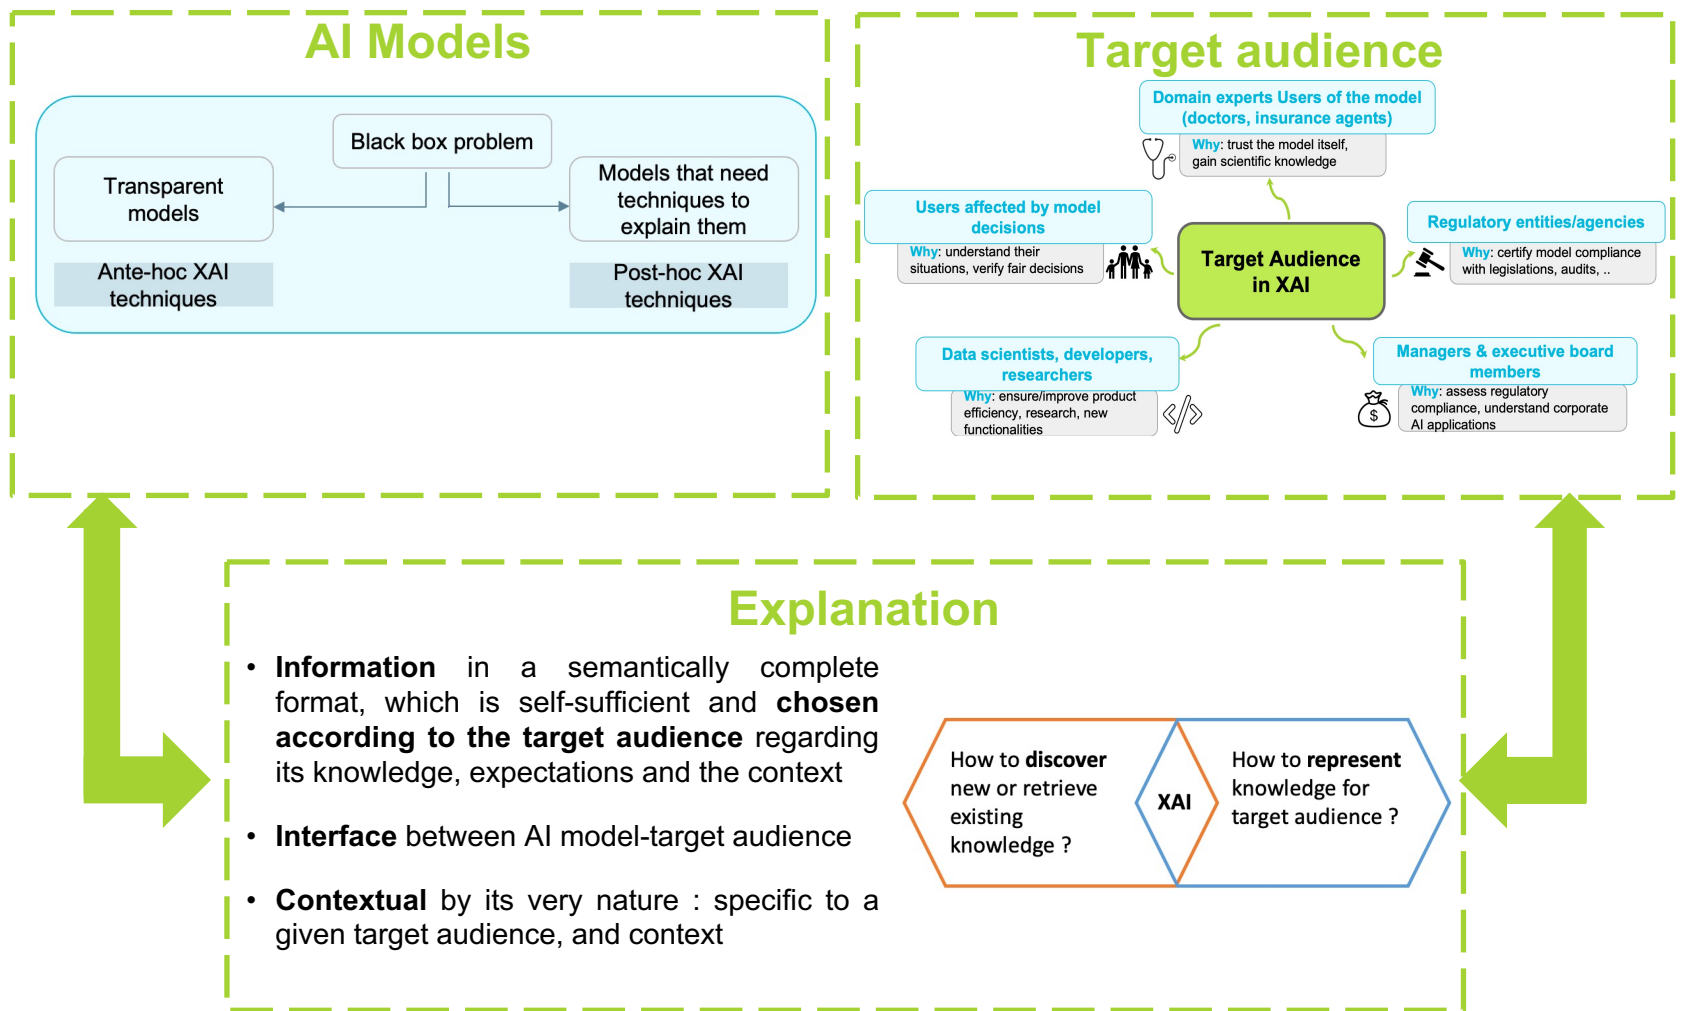 AI Models
Black box problem
Transparent
models
Models that need
techniques to
explain them
Ante-hoc XAI
techniques
Post-hoc XAI
techniques
Target audience
Domain experts Users of the model
(doctors, insurance agents)
Why: trust the model itself,
gain scientific knowledge
Users affected by model
decisions
Why: understand their
situations, verify fair decisions
Regulatory entities/agencies
Why: certify model compliance
with legislations, audits, ..
Target Audience
in XAI
Data scientists, developers,
researchers
Why: ensure/improve product
efficiency, research, new
functionalities
Managers & executive board
members
Why: assess regulatory
compliance, understand corporate
AI applications
$
</>
Explanation
• Information in a semantically complete
format, which is self-sufficient and chosen
according to the target audience regarding
its knowledge, expectations and the context
• Interface between AI model-target audience
• Contextual by its very nature : specific to a
given target audience, and context
How to discover
new or retrieve
existing
knowledge ?
XAI
How to represent
knowledge for
target audience ?